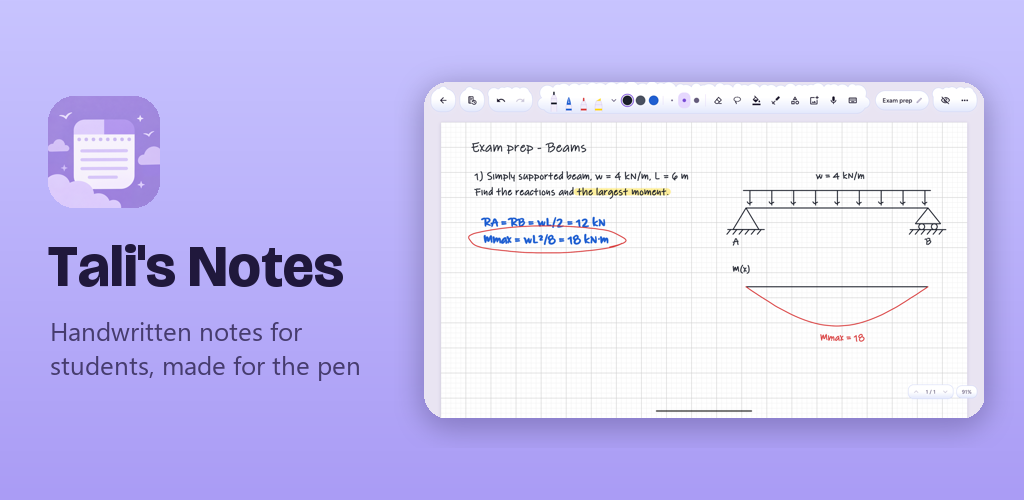 Tali's Notes
Handwritten notes for
students, made for the pen
Exam prep
Exam prep - Beams
1) Simply supported beam, w = 4 kN/m, L = 6 m
Find the reactions and the largest moment.
RA = RB = wL/2 = 12 kN
Mmax = wL²/8 = 18 kN·m
w = 4 kN/m
A
B
M(x)
Mmax = 18
1 / 1
91%